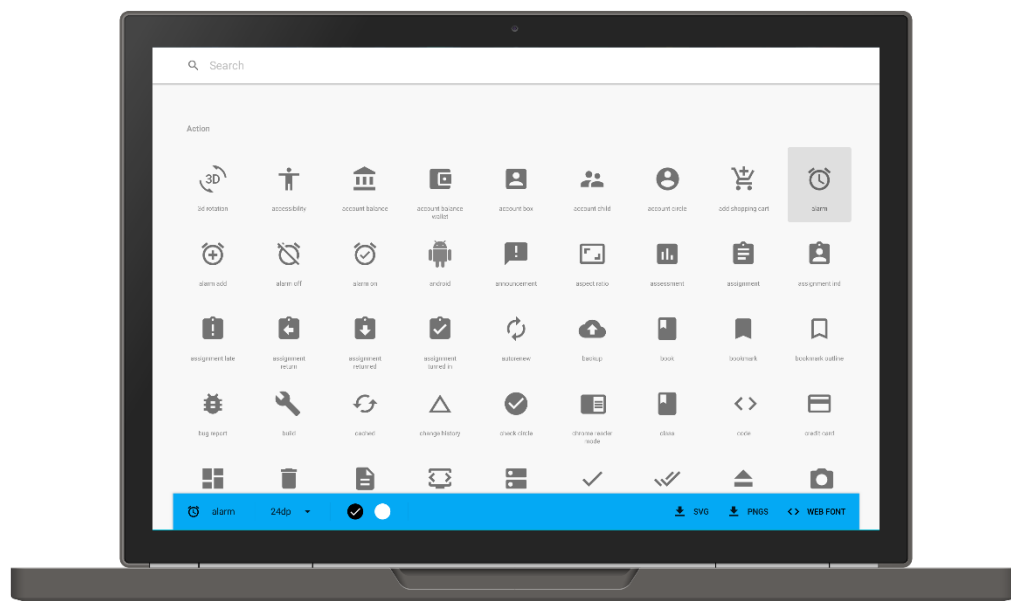 Search
Action
3D
3d rotation
accessibility
account balance
account balance
wallet
account box
account child
account circle
add shopping cart
alarm
alarm add
alarm off
alarm on
android
announcement
aspect ratio
assessment
assignment
assignment ind
assignment late
assignment
return
assignment
returned
assignment
turned in
autorenew
backup
book
bookmark
bookmark outline
bug report
build
cached
change history
check circle
chrome reader
mode
class
code
credit card
alarm
24dp
SVG
PNGS
WEB FONT